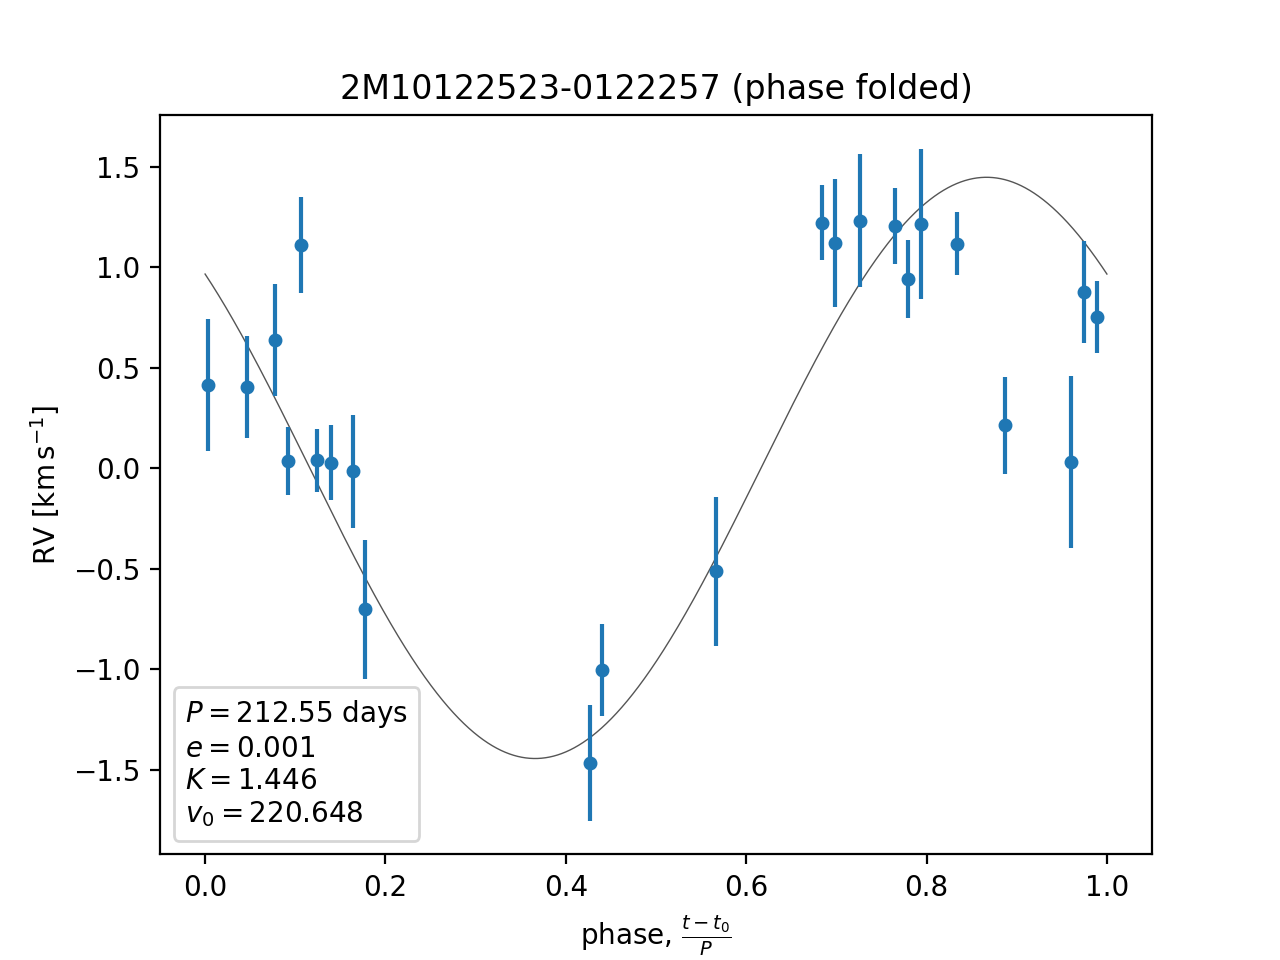 2M10122523-0122257 (phase folded)
RV [km s⁻¹]
1.5
1.0
0.5
0.0
−0.5
−1.0
−1.5
P = 212.55 days
e = 0.001
K = 1.446
v₀ = 220.648
0.0 0.2 0.4 0.6 0.8 1.0
phase, (t − t₀)/P